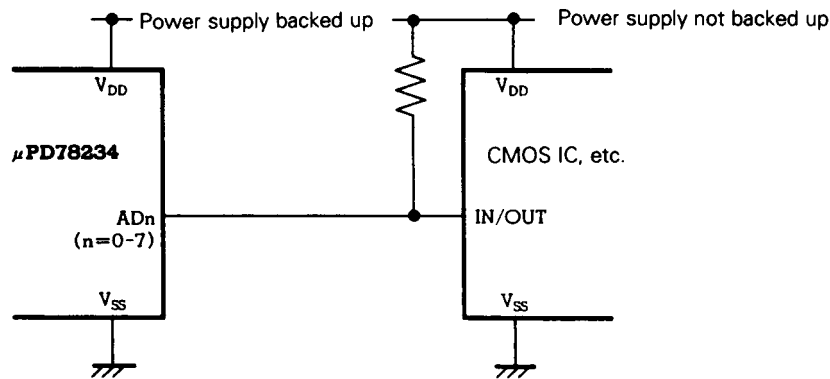 Power supply backed up
Power supply not backed up
VDD
VDD
μPD78234
CMOS IC, etc.
ADn
(n=0-7)
IN/OUT
VSS
VSS